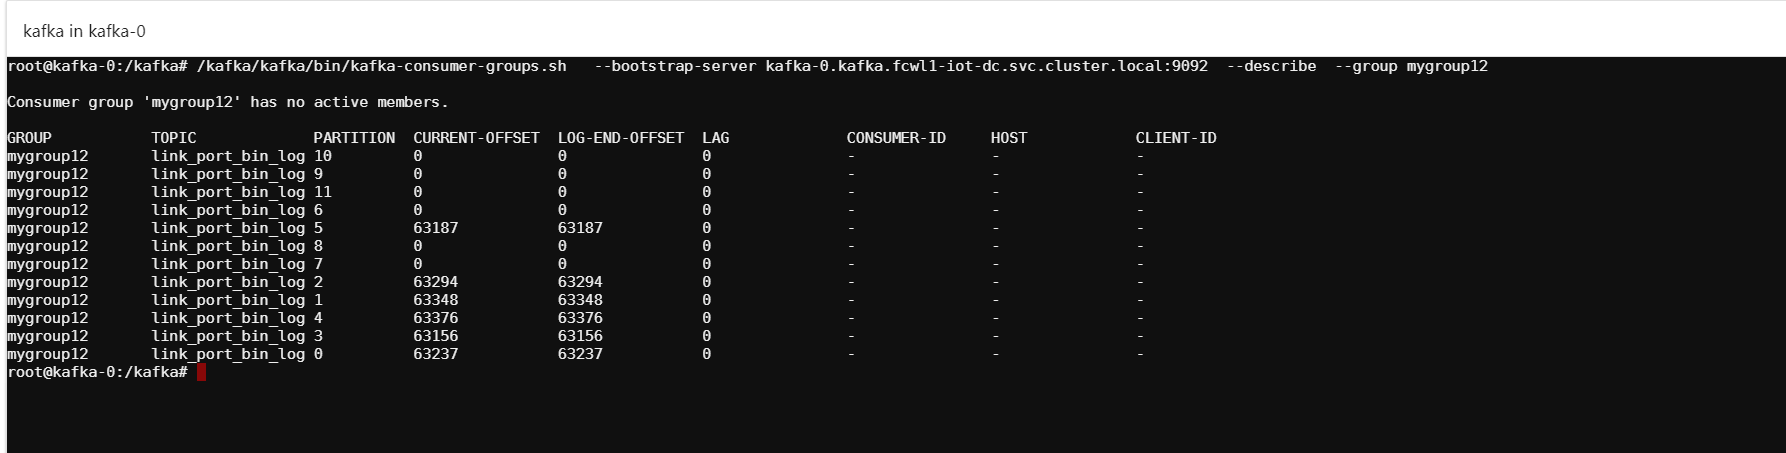 kafka in kafka-0
root@kafka-0:/kafka# /kafka/kafka/bin/kafka-consumer-groups.sh   --bootstrap-server kafka-0.kafka.fcwl1-iot-dc.svc.cluster.local:9092  --describe  --group mygroup12
Consumer group 'mygroup12' has no active members.
GROUP           TOPIC             PARTITION  CURRENT-OFFSET  LOG-END-OFFSET  LAG             CONSUMER-ID     HOST            CLIENT-ID
mygroup12       link_port_bin_log 10         0               0               0               -               -               -
mygroup12       link_port_bin_log 9          0               0               0               -               -               -
mygroup12       link_port_bin_log 11         0               0               0               -               -               -
mygroup12       link_port_bin_log 6          0               0               0               -               -               -
mygroup12       link_port_bin_log 5          63187           63187           0               -               -               -
mygroup12       link_port_bin_log 8          0               0               0               -               -               -
mygroup12       link_port_bin_log 7          0               0               0               -               -               -
mygroup12       link_port_bin_log 2          63294           63294           0               -               -               -
mygroup12       link_port_bin_log 1          63348           63348           0               -               -               -
mygroup12       link_port_bin_log 4          63376           63376           0               -               -               -
mygroup12       link_port_bin_log 3          63156           63156           0               -               -               -
mygroup12       link_port_bin_log 0          63237           63237           0               -               -               -
root@kafka-0:/kafka#